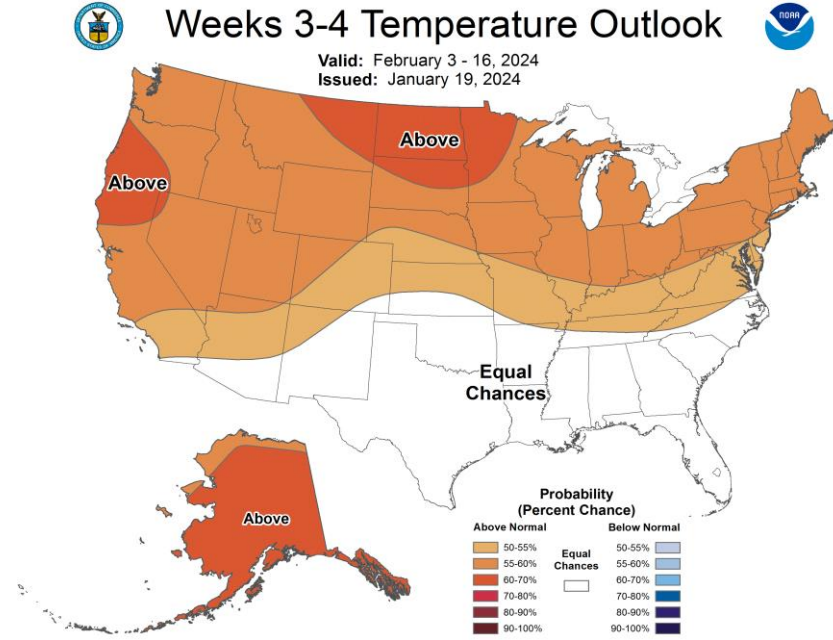 Weeks 3-4 Temperature Outlook
NOAA
Valid: February 3 - 16, 2024
Issued: January 19, 2024
Above
Above
Equal
Chances
Above
Probability
(Percent Chance)
Above Normal
Below Normal
50-55%
55-60%
60-70%
70-80%
80-90%
90-100%
Equal
Chances
50-55%
55-60%
60-70%
70-80%
80-90%
90-100%